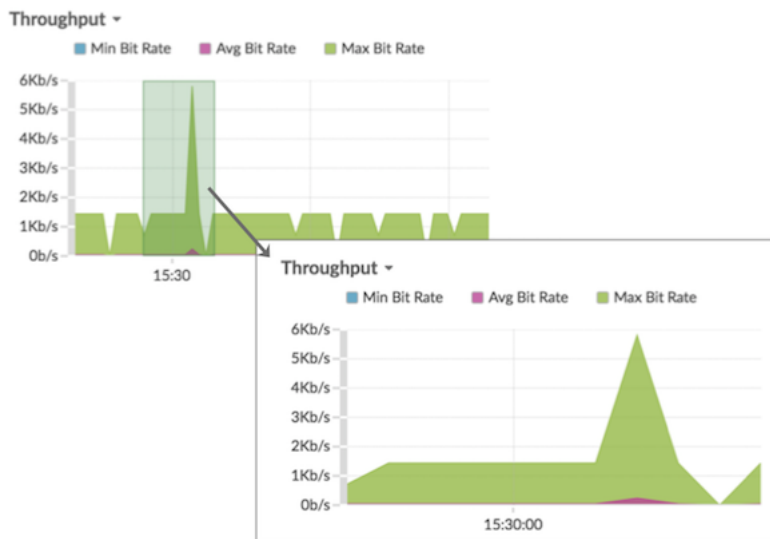 Throughput
Min Bit Rate Avg Bit Rate Max Bit Rate
6Kb/s
5Kb/s
4Kb/s
3Kb/s
2Kb/s
1Kb/s
0b/s
15:30
Throughput
Min Bit Rate Avg Bit Rate Max Bit Rate
6Kb/s
5Kb/s
4Kb/s
3Kb/s
2Kb/s
1Kb/s
0b/s
15:30:00